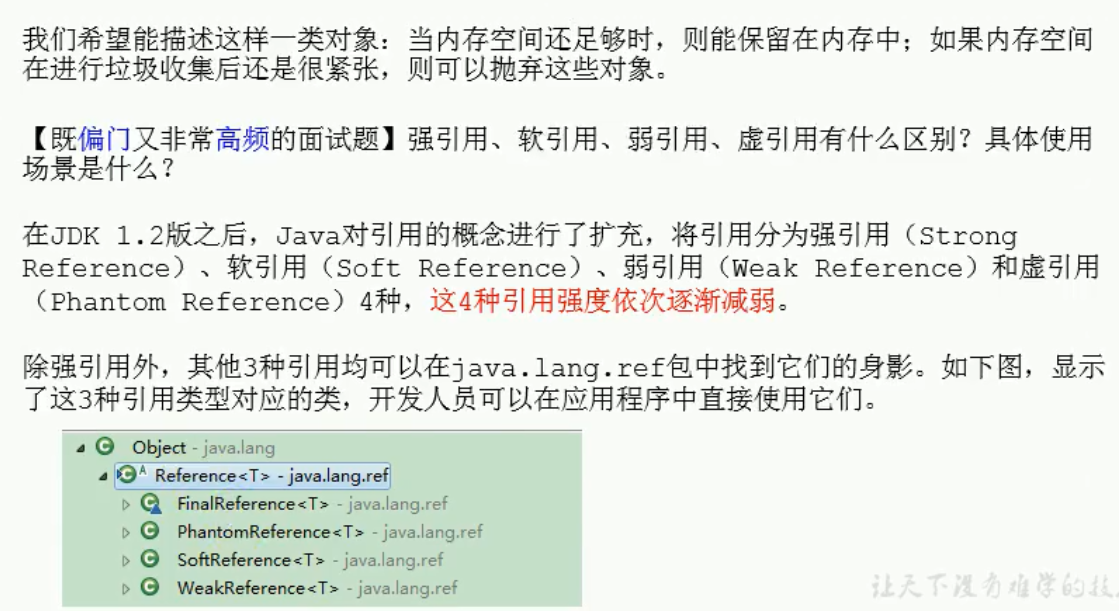 我们希望能描述这样一类对象：当内存空间还足够时，则能保留在内存中；如果内存空间
在进行垃圾收集后还是很紧张，则可以抛弃这些对象。
【既偏门又非常高频的面试题】强引用、软引用、弱引用、虚引用有什么区别？具体使用
场景是什么？
在JDK 1.2版之后，Java对引用的概念进行了扩充，将引用分为强引用（Strong
Reference）、软引用（Soft Reference）、弱引用（Weak Reference）和虚引用
（Phantom Reference）4种，这4种引用强度依次逐渐减弱。
除强引用外，其他3种引用均可以在java.lang.ref包中找到它们的身影。如下图，显示
了这3种引用类型对应的类，开发人员可以在应用程序中直接使用它们。
Object - java.lang
Reference<T> - java.lang.ref
FinalReference<T> - java.lang.ref
PhantomReference<T> - java.lang.ref
SoftReference<T> - java.lang.ref
WeakReference<T> - java.lang.ref
让天下没有难学的技